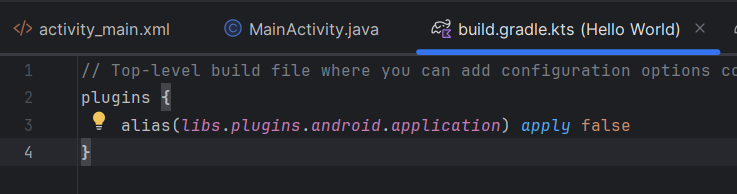 activity_main.xml MainActivity.java build.gradle.kts (Hello World)
1 // Top-level build file where you can add configuration options
2 plugins {
3 alias(libs.plugins.android.application) apply false
4 }